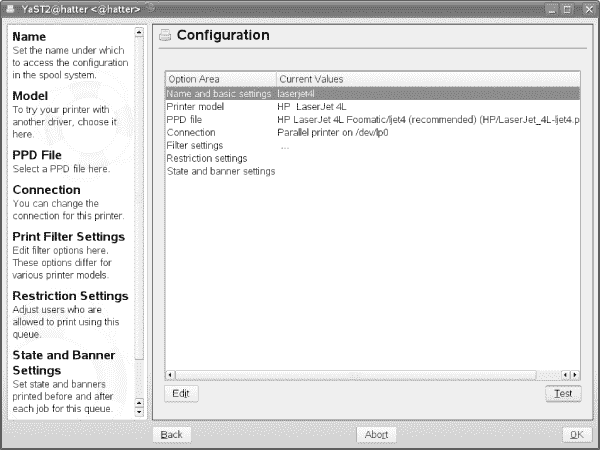 YaST2@hatter <@hatter>
Name
Set the name under which
to access the configuration
in the spool system.
Model
To try your printer with
another driver, choose it
here.
PPD File
Select a PPD file here.
Connection
You can change the
connection for this printer.
Print Filter Settings
Edit filter options here.
These options differ for
various printer models.
Restriction Settings
Adjust users who are
allowed to print using this
queue.
State and Banner
Settings
Set state and banners
printed before and after
each job for this queue.
Configuration
Option Area Current Values
Name and basic settings laserjet4l
Printer model HP LaserJet 4L
PPD file HP LaserJet 4L Foomatic/ljet4 (recommended) (HP/LaserJet_4L-ljet4.p
Connection Parallel printer on /dev/lp0
Filter settings ...
Restriction settings
State and banner settings
Edit Test
Back Abort OK